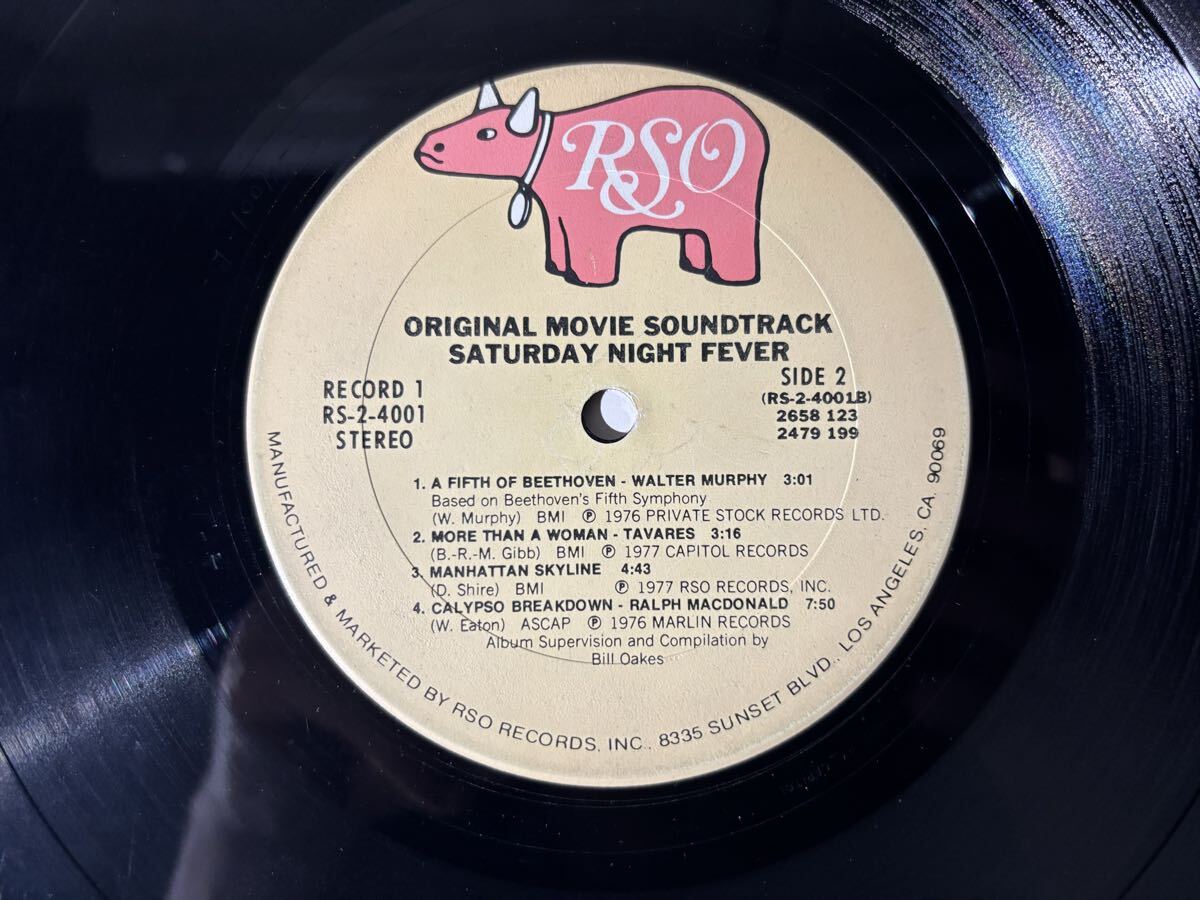 RSO
ORIGINAL MOVIE SOUNDTRACK
SATURDAY NIGHT FEVER
RECORD 1
RS-2-4001
STEREO
SIDE 2
(RS-2-4001B)
2658 123
2479 199
1. A FIFTH OF BEETHOVEN - WALTER MURPHY 3:01
Based on Beethoven's Fifth Symphony
(W. Murphy) BMI Ⓟ 1976 PRIVATE STOCK RECORDS LTD.
2. MORE THAN A WOMAN - TAVARES 3:16
(B.-R.-M. Gibb) BMI Ⓟ 1977 CAPITOL RECORDS
3. MANHATTAN SKYLINE 4:43
(D. Shire) BMI Ⓟ 1977 RSO RECORDS, INC.
4. CALYPSO BREAKDOWN - RALPH MACDONALD 7:50
(W. Eaton) ASCAP Ⓟ 1976 MARLIN RECORDS
Album Supervision and Compilation by
Bill Oakes
MANUFACTURED & MARKETED BY RSO RECORDS, INC., 8335 SUNSET BLVD., LOS ANGELES, CA. 90069